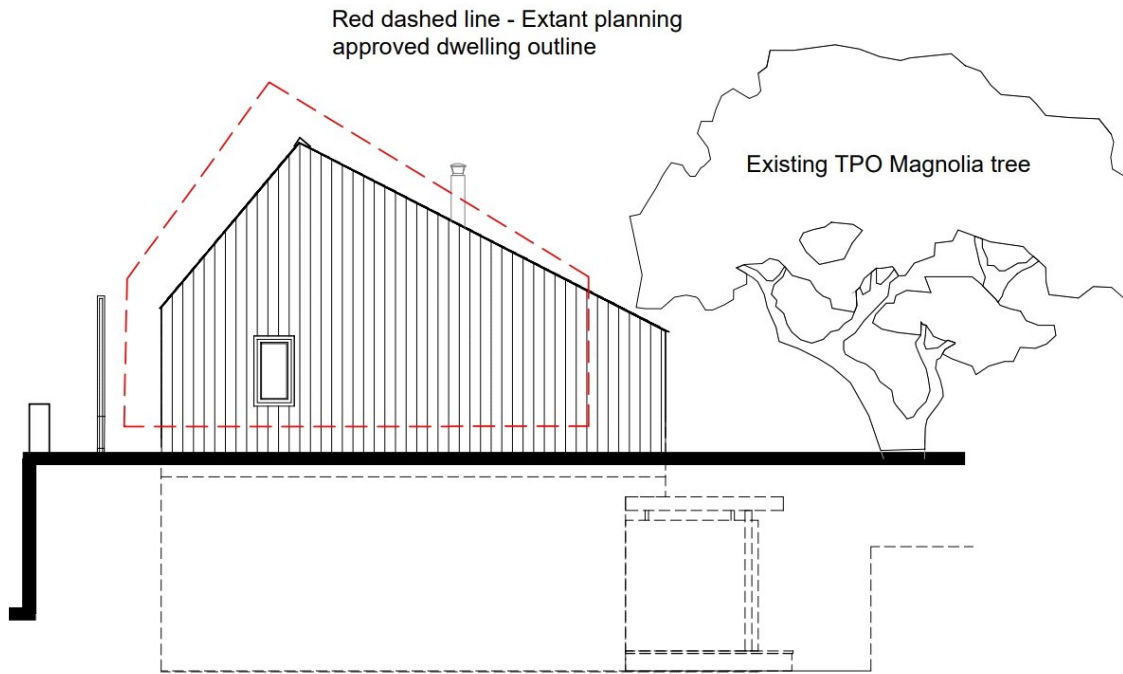 Red dashed line - Extant planning
approved dwelling outline
Existing TPO Magnolia tree